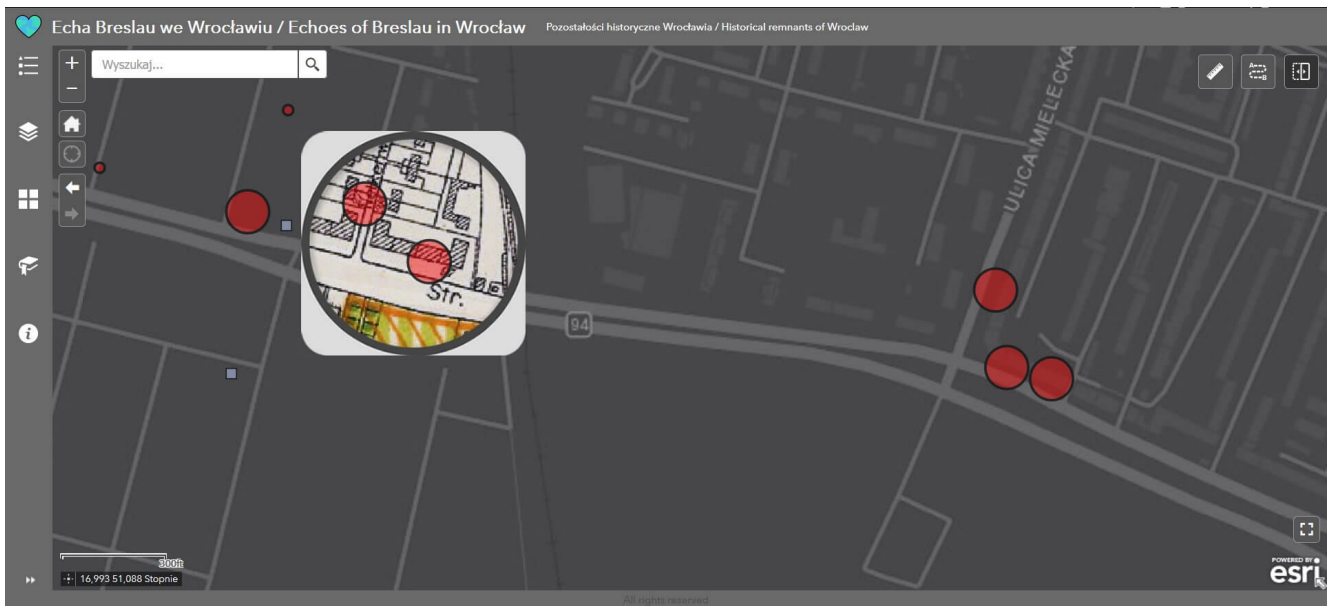 Echa Breslau we Wrocławiu / Echoes of Breslau in Wrocław
Pozostałości historyczne Wrocławia / Historical remnants of Wroclaw
Wyszukaj...
ULICA MIELECKA
Str.
94
300ft
16,993 51,088 Stopnie
POWERED BY
esri
All rights reserved